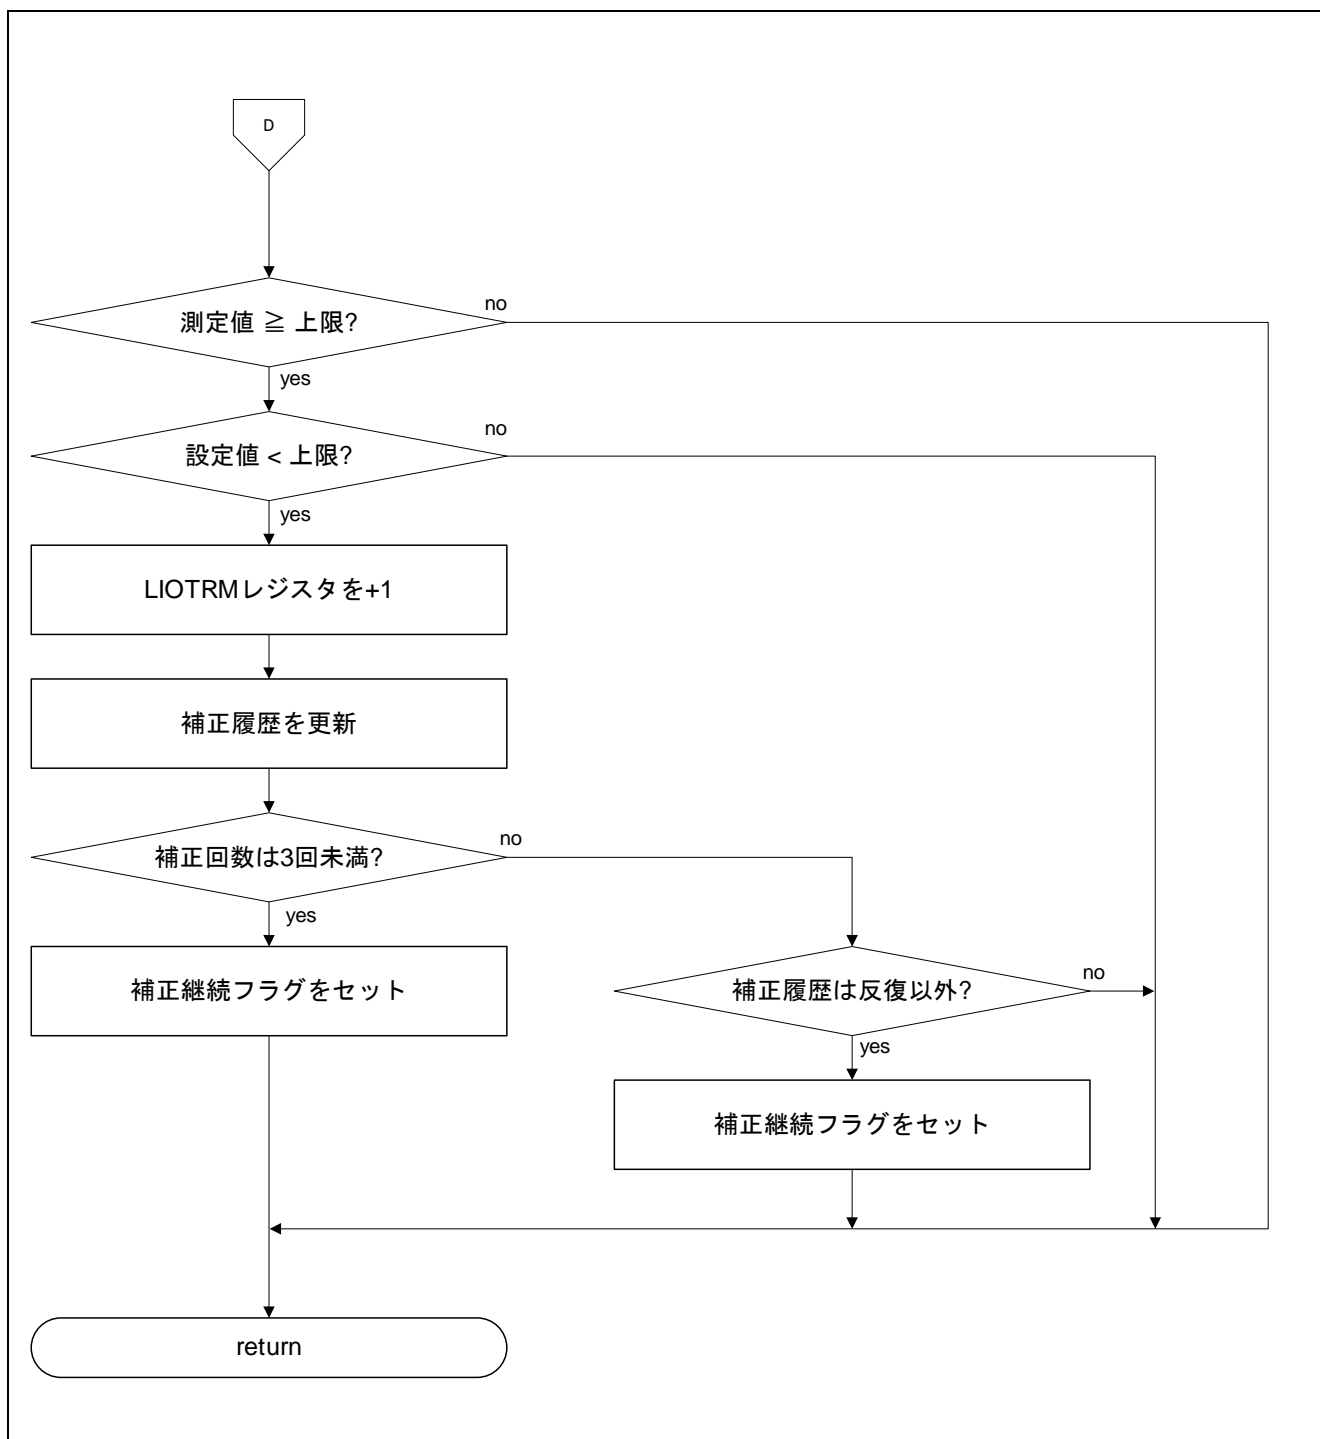 D
測定値 ≧ 上限?
no
yes
設定値 < 上限?
no
yes
LIOTRMレジスタを+1
補正履歴を更新
補正回数は3回未満?
no
yes
補正継続フラグをセット
補正履歴は反復以外?
no
yes
補正継続フラグをセット
return